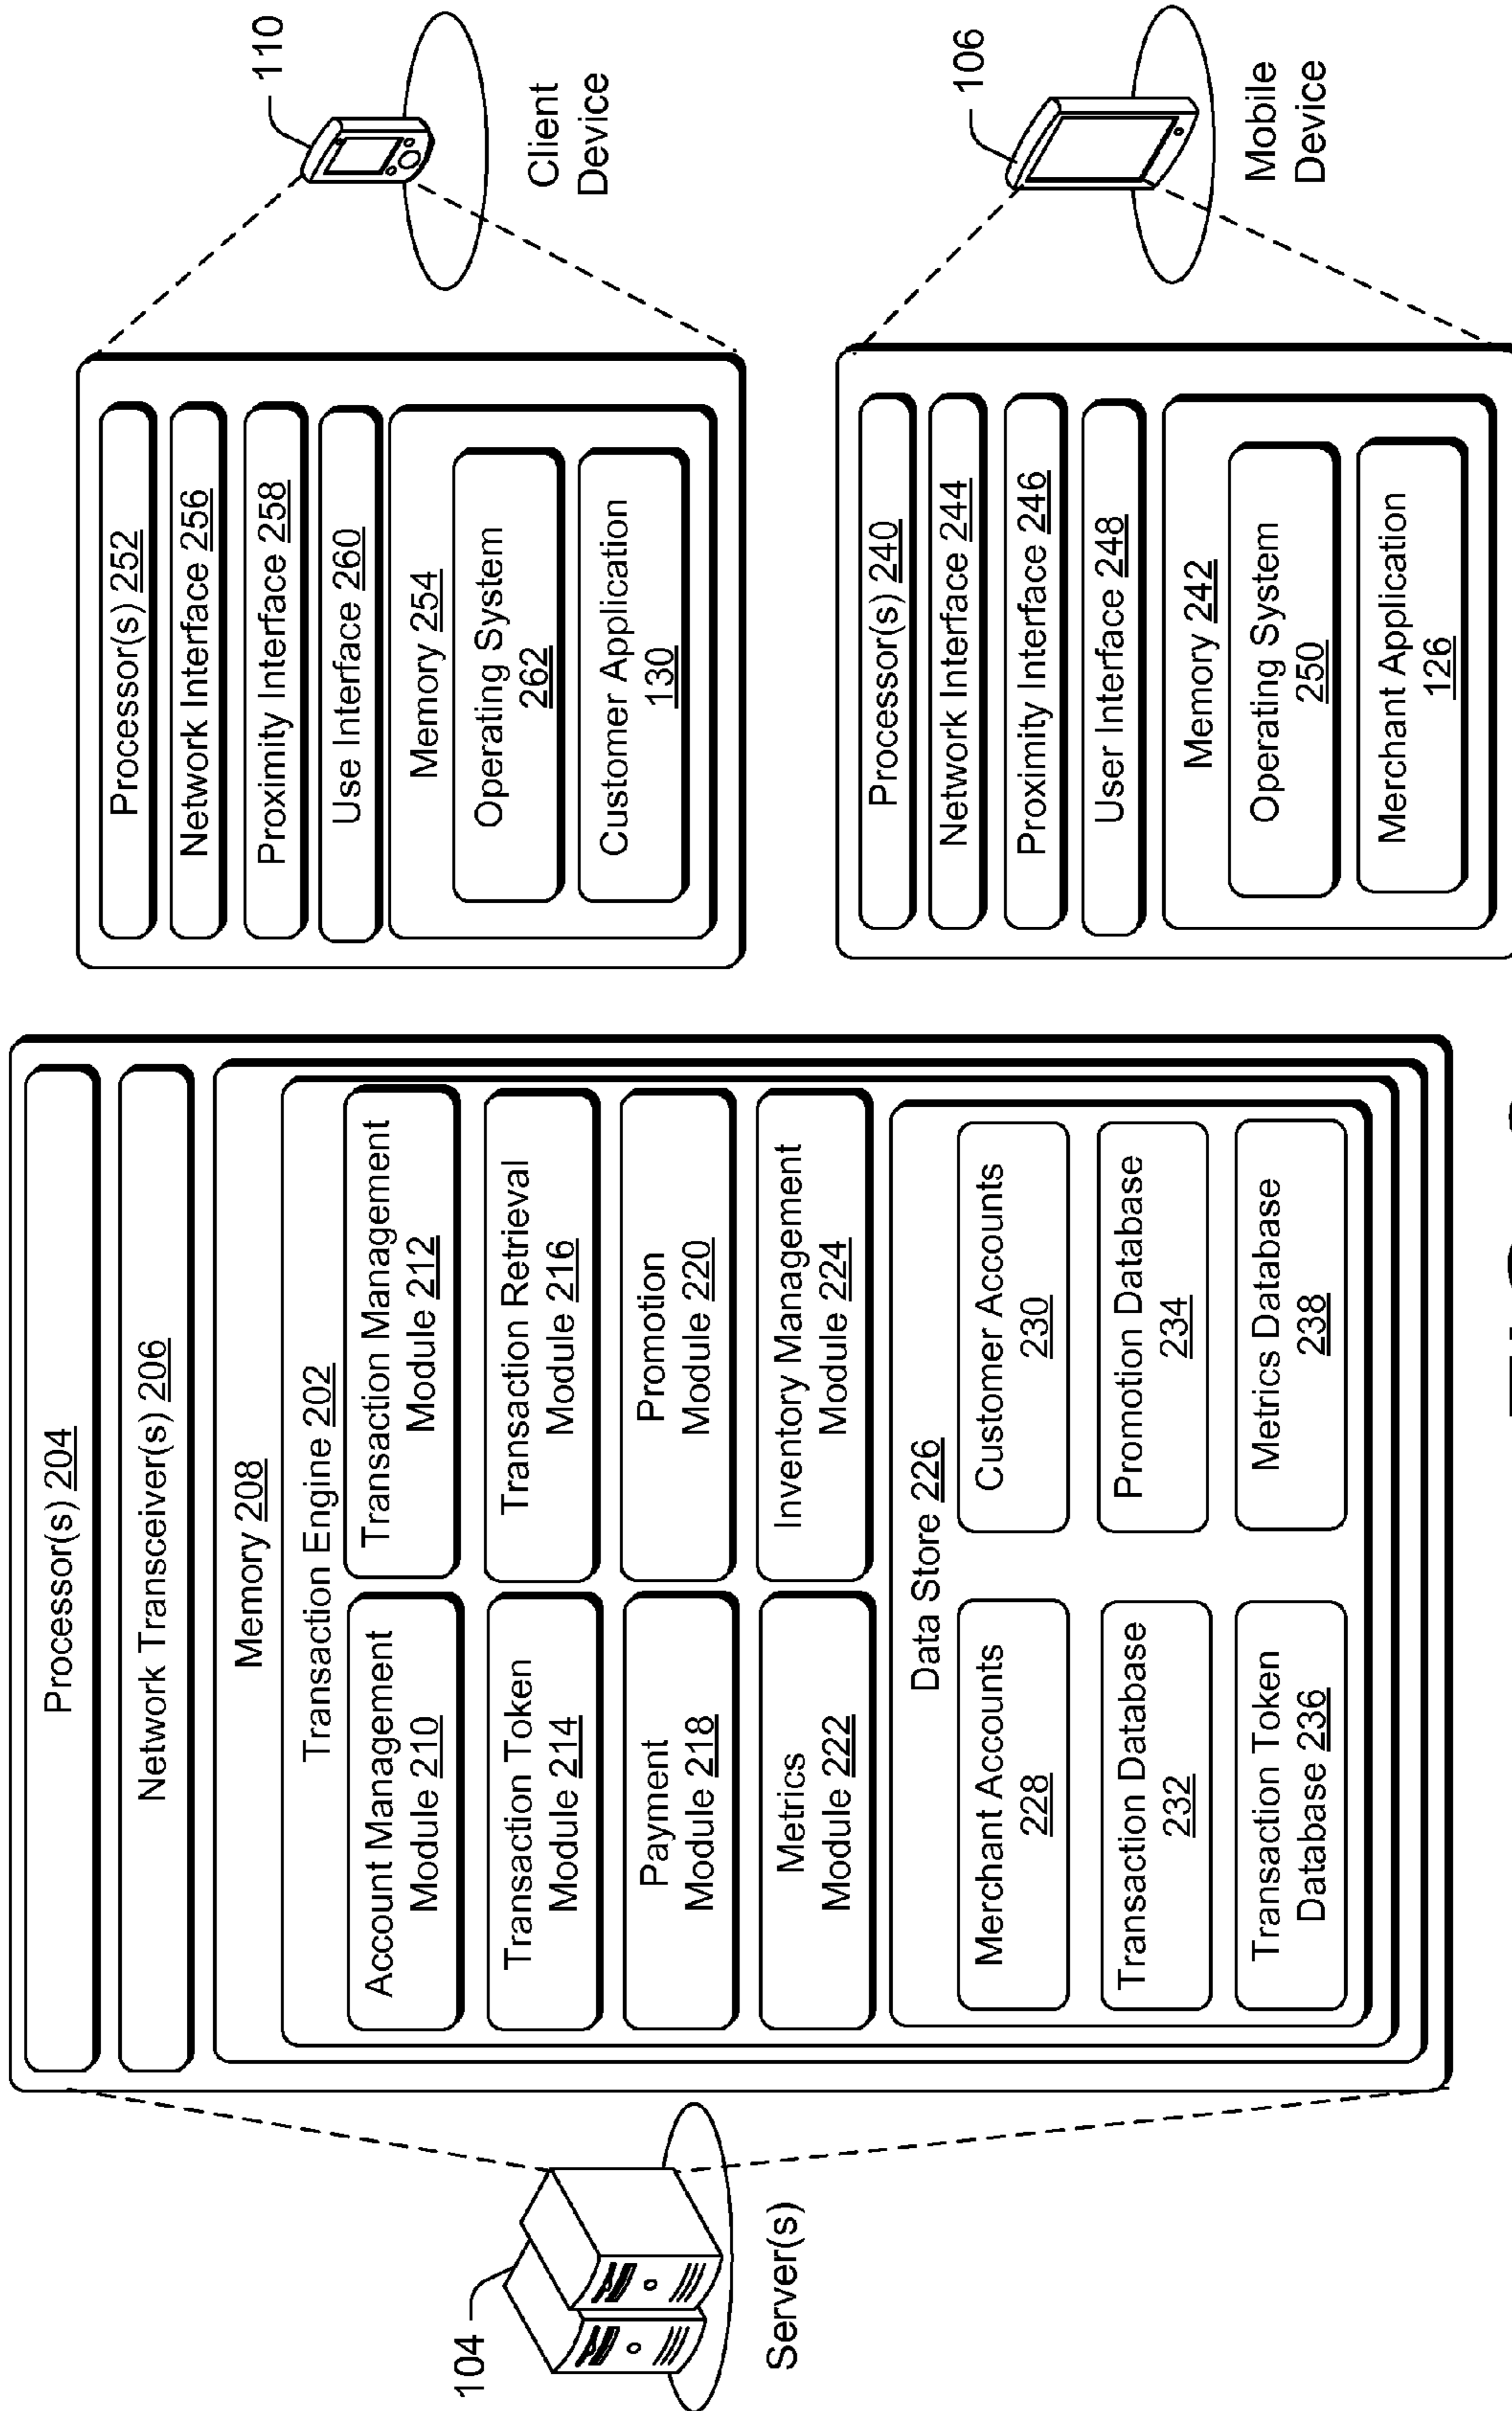 104
Server(s)
Processor(s) 204
Network Transceiver(s) 206
Memory 208
Transaction Engine 202
Account Management
Module 210
Transaction Management
Module 212
Transaction Token
Module 214
Transaction Retrieval
Module 216
Payment
Module 218
Promotion
Module 220
Metrics
Module 222
Inventory Management
Module 224
Data Store 226
Merchant Accounts
228
Customer Accounts
230
Transaction Database
232
Promotion Database
234
Transaction Token
Database 236
Metrics Database
238
Processor(s) 252
Network Interface 256
Proximity Interface 258
Use Interface 260
Memory 254
Operating System
262
Customer Application
130
110
Client
Device
Processor(s) 240
Network Interface 244
Proximity Interface 246
User Interface 248
Memory 242
Operating System
250
Merchant Application
126
106
Mobile
Device